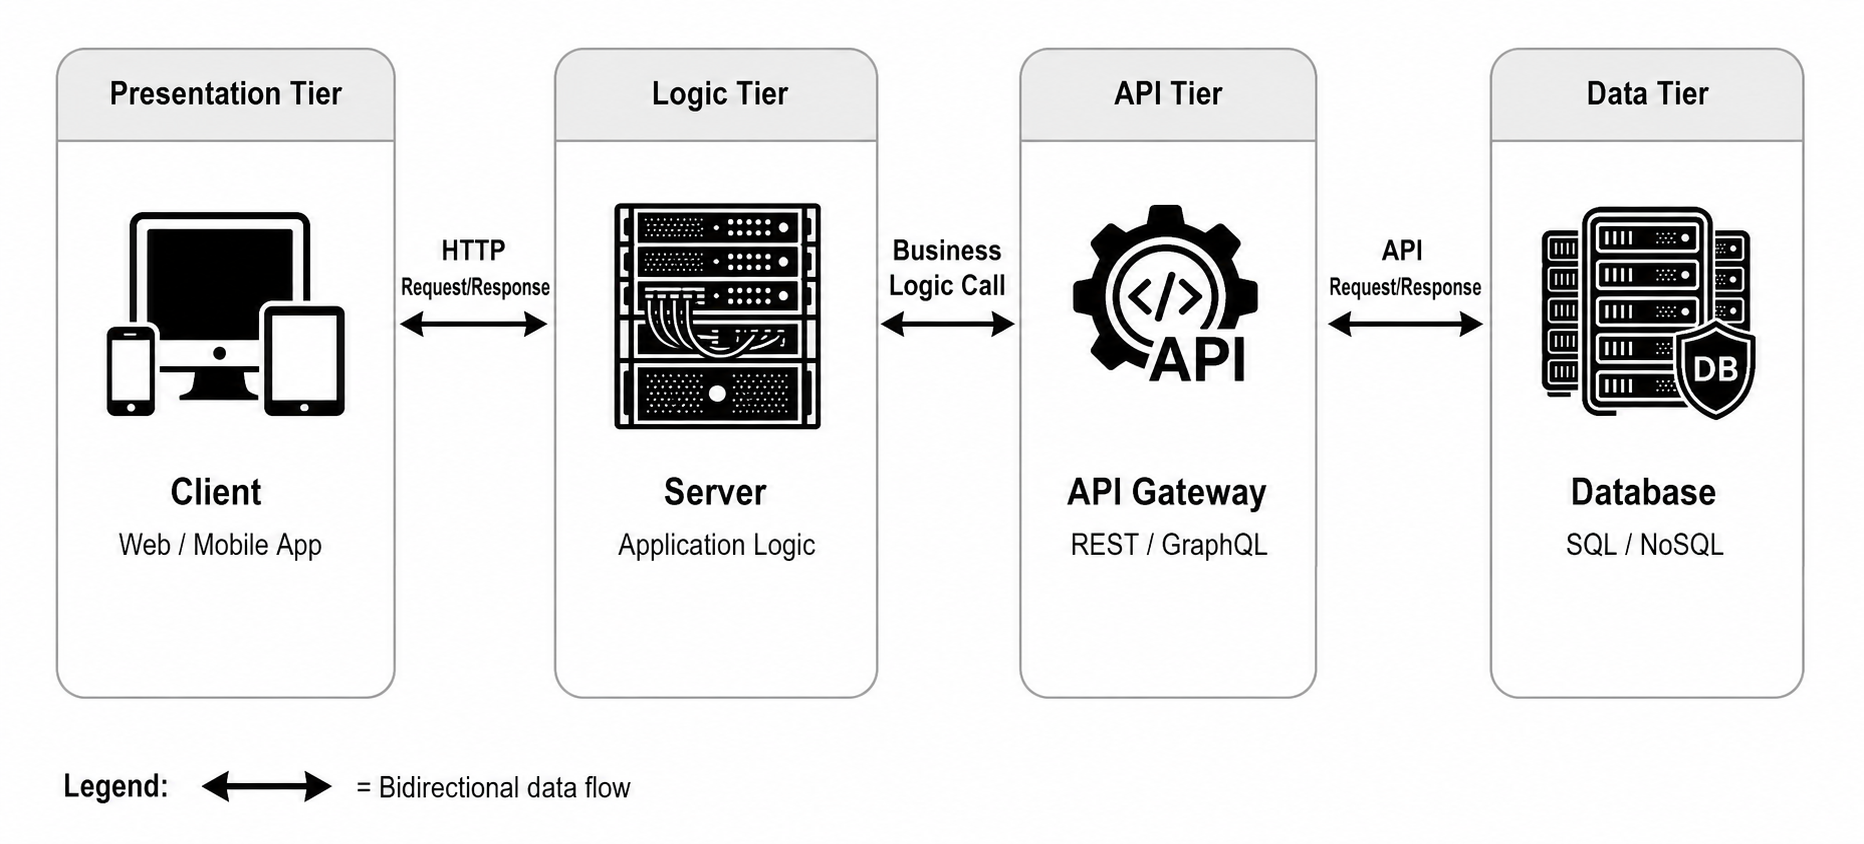 Presentation Tier
Logic Tier
API Tier
Data Tier
HTTP
Request/Response
Business
Logic Call
API
Request/Response
</>
API
DB
Client
Web / Mobile App
Server
Application Logic
API Gateway
REST / GraphQL
Database
SQL / NoSQL
Legend:
= Bidirectional data flow